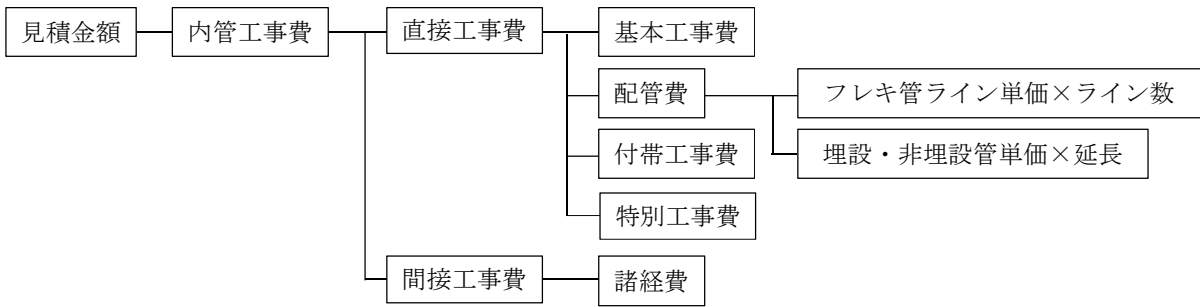 見積金額
内管工事費
直接工事費
基本工事費
配管費
フレキ管ライン単価×ライン数
埋設・非埋設管単価×延長
付帯工事費
特別工事費
間接工事費
諸経費